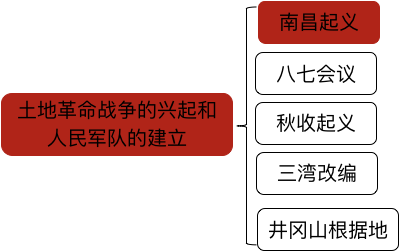 土地革命战争的兴起和
人民军队的建立
南昌起义
八七会议
秋收起义
三湾改编
井冈山根据地